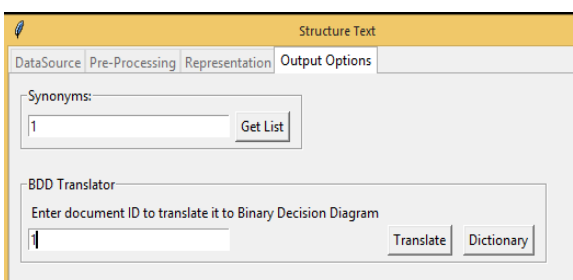 Structure Text
DataSource Pre-Processing Representation Output Options
Synonyms:
1 Get List
BDD Translator
Enter document ID to translate it to Binary Decision Diagram
1 Translate Dictionary